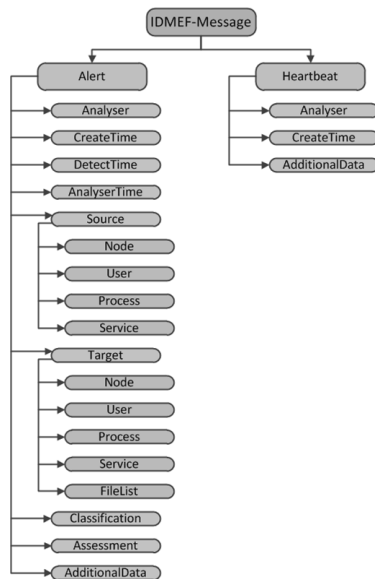 IDMEF-Message
Alert
Heartbeat
Analyser
Analyser
CreateTime
CreateTime
DetectTime
AdditionalData
AnalyserTime
Source
Node
User
Process
Service
Target
Node
User
Process
Service
FileList
Classification
Assessment
AdditionalData